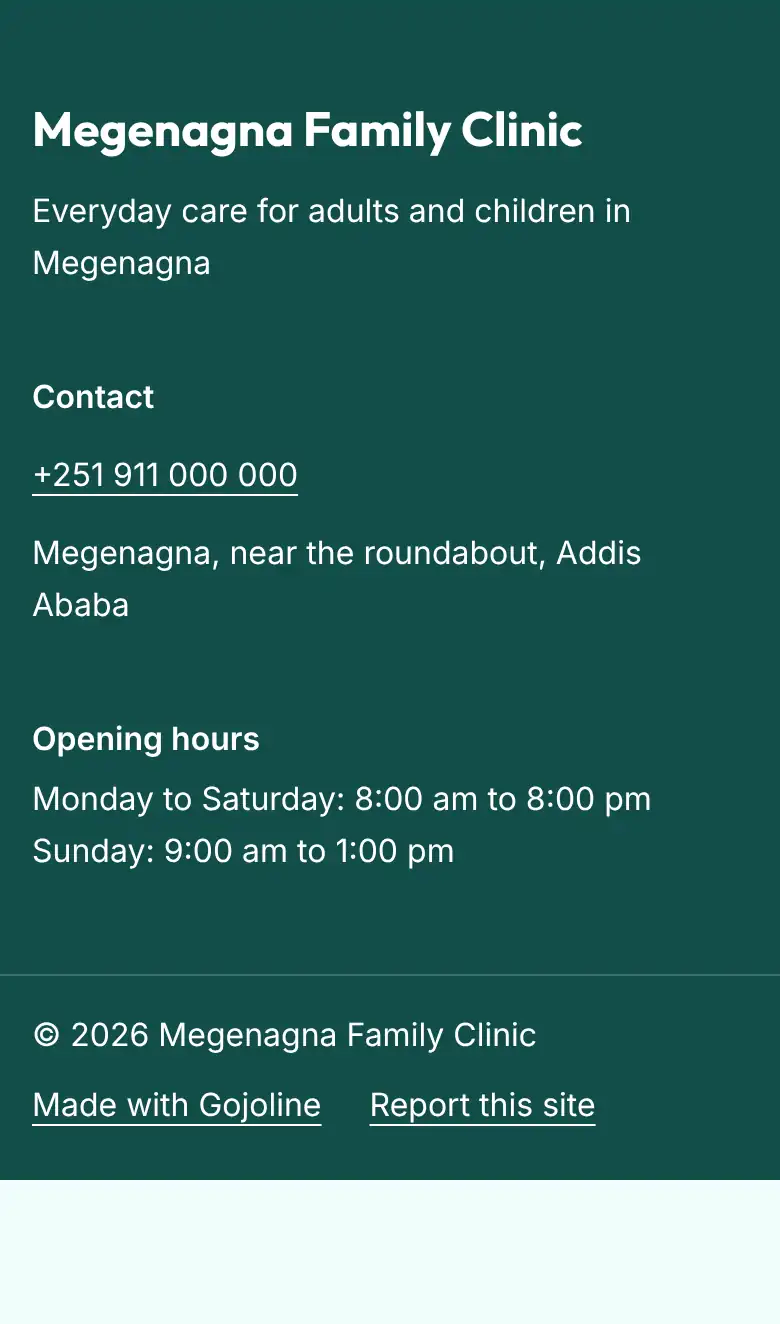 Megenagna Family Clinic
Everyday care for adults and children in
Megenagna
Contact
+251 911 000 000
Megenagna, near the roundabout, Addis
Ababa
Opening hours
Monday to Saturday: 8:00 am to 8:00 pm
Sunday: 9:00 am to 1:00 pm
© 2026 Megenagna Family Clinic
Made with Gojoline Report this site